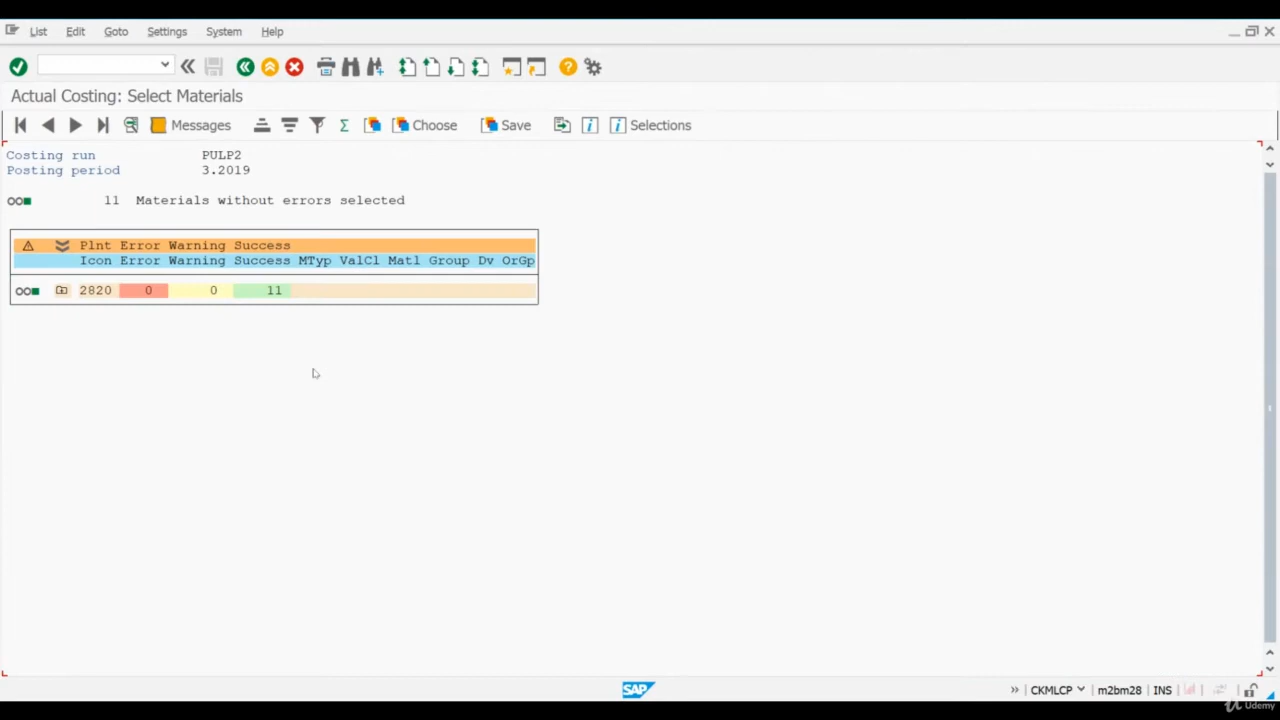 List Edit Goto Settings System Help
Actual Costing: Select Materials
Messages Choose Save Selections
Costing run PULP2
Posting period 3.2019
11 Materials without errors selected
Plnt Error Warning Success
Icon Error Warning Success MTyp ValCl Matl Group Dv OrGp
2820 0 0 11
SAP
CKMLCP m2bm28 INS
Udemy